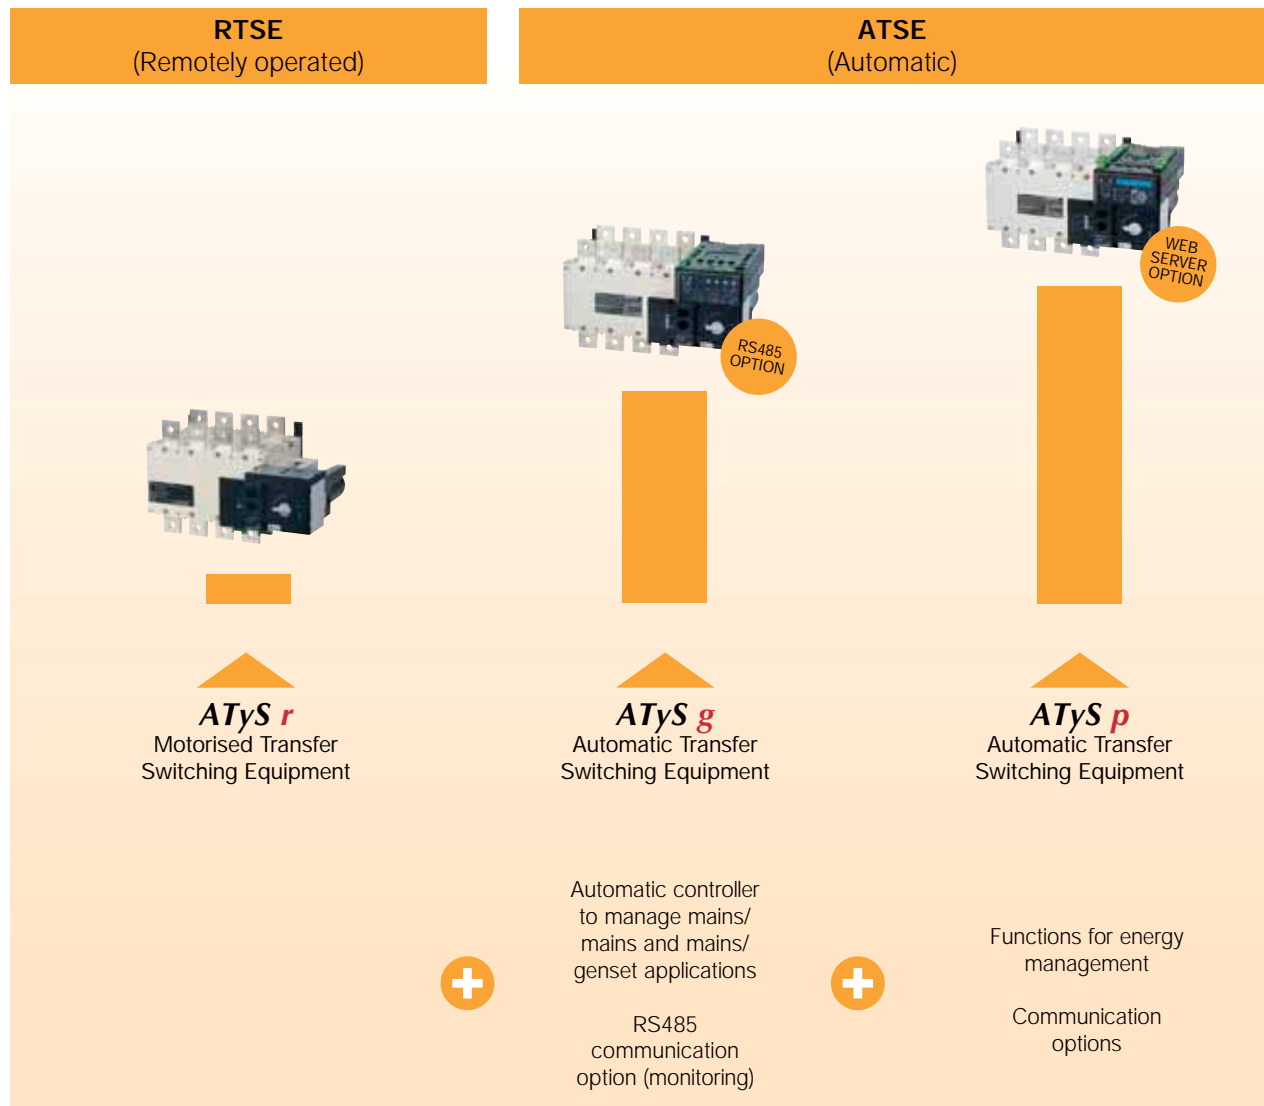 RTSE
(Remotely operated)
ATSE
(Automatic)
WEB
SERVER
OPTION
RS485
OPTION
ATyS r
Motorised Transfer
Switching Equipment
ATyS g
Automatic Transfer
Switching Equipment
ATyS p
Automatic Transfer
Switching Equipment
Automatic controller
to manage mains/
mains and mains/
genset applications
RS485
communication
option (monitoring)
Functions for energy
management
Communication
options